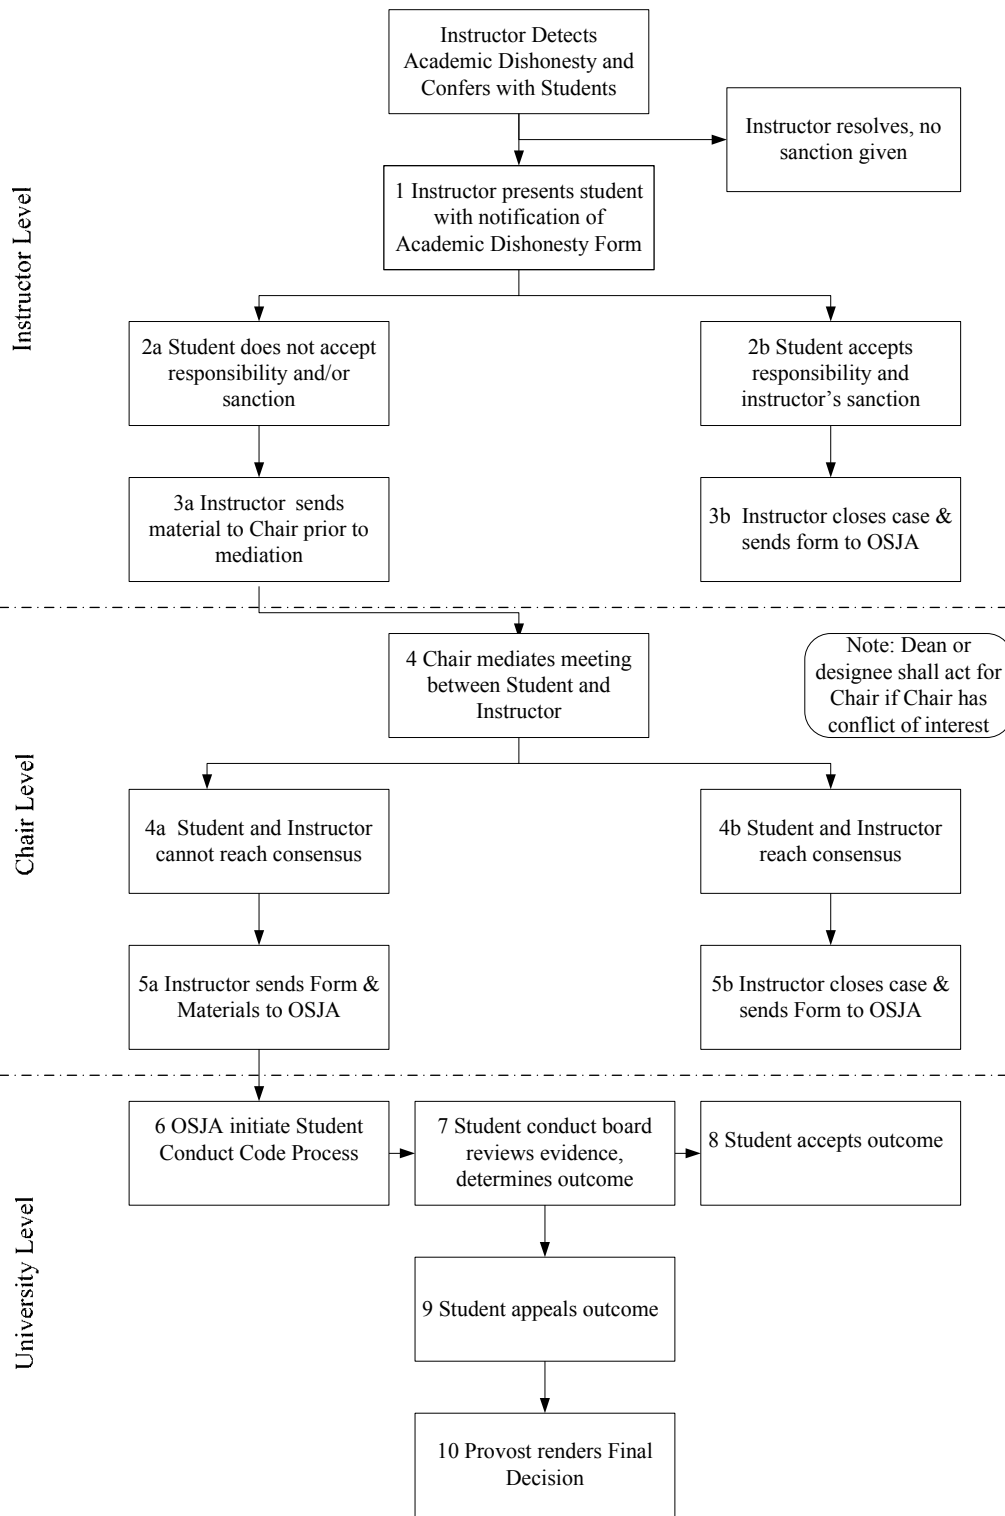 Instructor Detects
Academic Dishonesty and
Confers with Students
Instructor resolves, no
sanction given
1 Instructor presents student
with notification of
Academic Dishonesty Form
Instructor Level
2a Student does not accept
responsibility and/or
sanction
2b Student accepts
responsibility and
instructor’s sanction
3a Instructor sends
material to Chair prior to
mediation
3b Instructor closes case &
sends form to OSJA
4 Chair mediates meeting
between Student and
Instructor
Note: Dean or
designee shall act for
Chair if Chair has
conflict of interest
Chair Level
4a Student and Instructor
cannot reach consensus
4b Student and Instructor
reach consensus
5a Instructor sends Form &
Materials to OSJA
5b Instructor closes case &
sends Form to OSJA
6 OSJA initiate Student
Conduct Code Process
7 Student conduct board
reviews evidence,
determines outcome
8 Student accepts outcome
University Level
9 Student appeals outcome
10 Provost renders Final
Decision